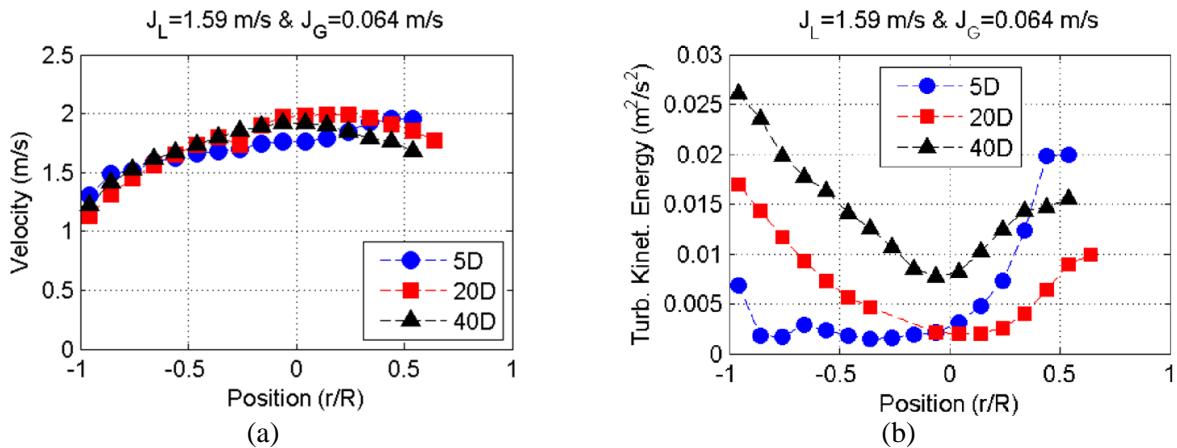 J_L=1.59 m/s & J_G=0.064 m/s
Velocity (m/s)
2.5
2
1.5
1
0.5
0
5D
20D
40D
-1
-0.5
0
0.5
1
Position (r/R)
(a)
J_L=1.59 m/s & J_G=0.064 m/s
Turb. Kinet. Energy (m²/s²)
0.03
0.025
0.02
0.015
0.01
0.005
0
5D
20D
40D
-1
-0.5
0
0.5
1
Position (r/R)
(b)